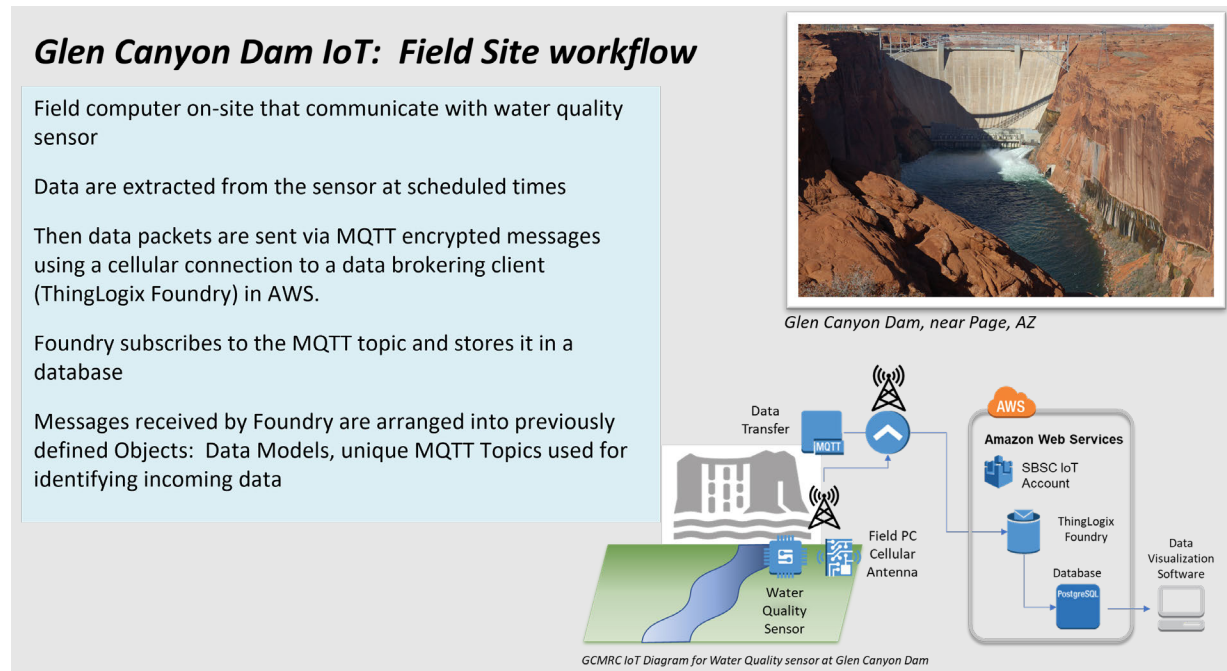 Glen Canyon Dam IoT:  Field Site workflow
Field computer on-site that communicate with water quality
sensor
Data are extracted from the sensor at scheduled times
Then data packets are sent via MQTT encrypted messages
using a cellular connection to a data brokering client
(ThingLogix Foundry) in AWS.
Foundry subscribes to the MQTT topic and stores it in a
database
Messages received by Foundry are arranged into previously
defined Objects:  Data Models, unique MQTT Topics used for
identifying incoming data
Glen Canyon Dam, near Page, AZ
Data
Transfer
MQTT
Field PC
Cellular
Antenna
Water
Quality
Sensor
AWS
Amazon Web Services
SBSC IoT
Account
ThingLogix
Foundry
Database
PostgreSQL
Data
Visualization
Software
GCMRC IoT Diagram for Water Quality sensor at Glen Canyon Dam